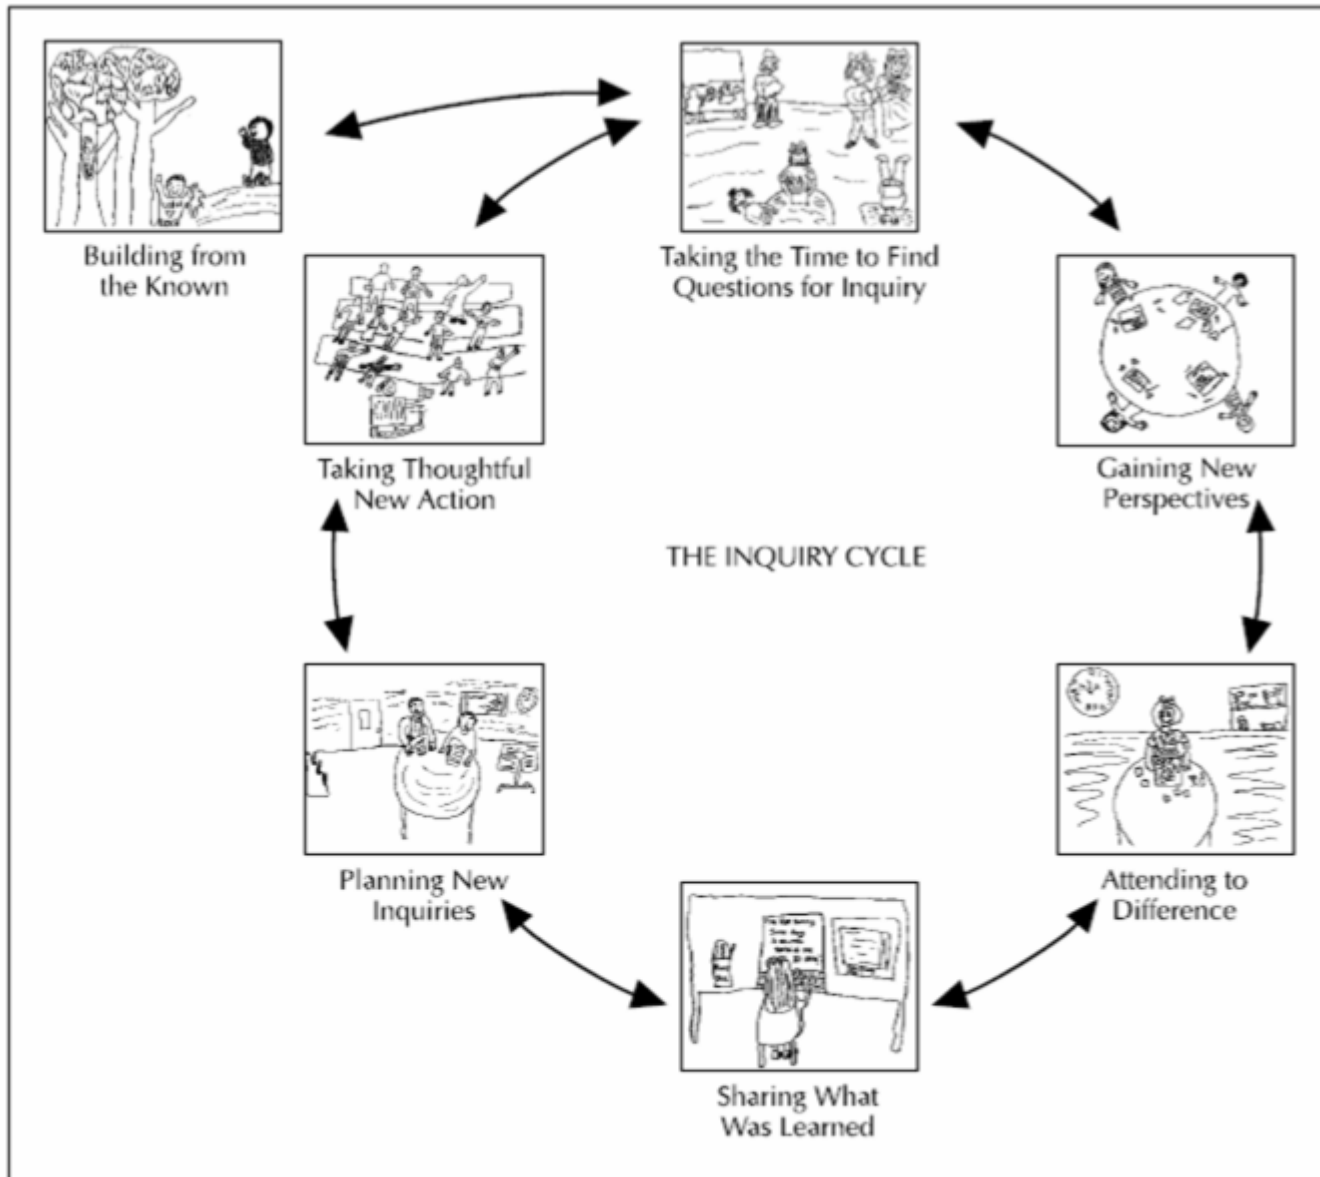 Building from
the Known
Taking the Time to Find
Questions for Inquiry
Taking Thoughtful
New Action
Gaining New
Perspectives
THE INQUIRY CYCLE
Planning New
Inquiries
Attending to
Difference
Sharing What
Was Learned